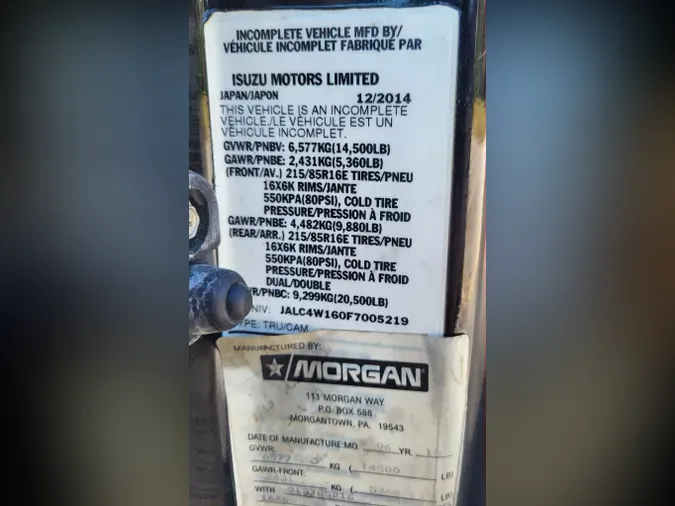 INCOMPLETE VEHICLE MFD BY/
VÉHICULE INCOMPLET FABRIQUÉ PAR
ISUZU MOTORS LIMITED
JAPAN/JAPON 12/2014
THIS VEHICLE IS AN INCOMPLETE
VEHICLE./LE VÉHICULE EST UN
VÉHICULE INCOMPLET.
GVWR/PNBV: 6,577KG(14,500LB)
GAWR/PNBE: 2,431KG(5,360LB)
(FRONT/AV.) 215/85R16E TIRES/PNEU
16X6K RIMS/JANTE
550KPA(80PSI), COLD TIRE
PRESSURE/PRESSION À FROID
GAWR/PNBE: 4,482KG(9,880LB)
(REAR/ARR.) 215/85R16E TIRES/PNEU
16X6K RIMS/JANTE
550KPA(80PSI), COLD TIRE
PRESSURE/PRESSION À FROID
DUAL/DOUBLE
R/PNBC: 9,299KG(20,500LB)
NIV: JALC4W160F7005219
TYPE: TRU/CAM
MANUFACTURED BY:
MORGAN
111 MORGAN WAY
P.O. BOX 588
MORGANTOWN, PA. 19543
DATE OF MANUFACTURE: MO. 06 YR. 15
GVWR: 6577 KG ( 14500 LB)
GAWR-FRONT: KG ( LB)
WITH